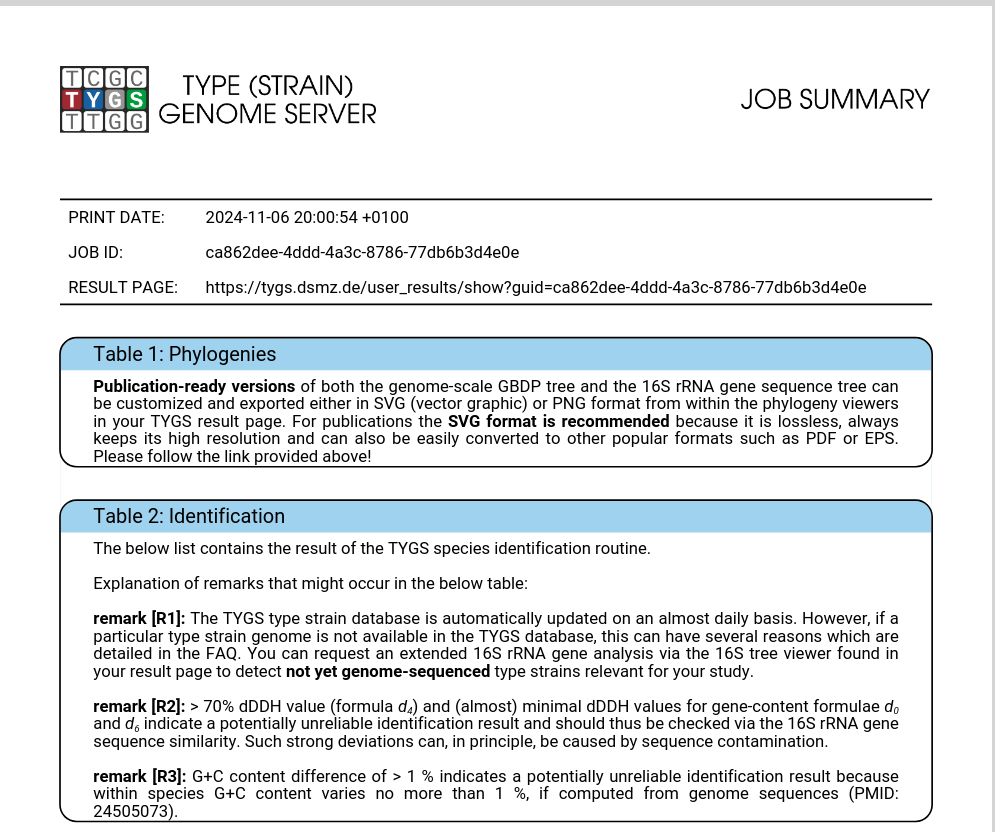 TCGC
TYGS
TTGG
TYPE (STRAIN)
GENOME SERVER
JOB SUMMARY
PRINT DATE: 2024-11-06 20:00:54 +0100
JOB ID: ca862dee-4ddd-4a3c-8786-77db6b3d4e0e
RESULT PAGE: https://tygs.dsmz.de/user_results/show?guid=ca862dee-4ddd-4a3c-8786-77db6b3d4e0e
Table 1: Phylogenies
Publication-ready versions of both the genome-scale GBDP tree and the 16S rRNA gene sequence tree can
be customized and exported either in SVG (vector graphic) or PNG format from within the phylogeny viewers
in your TYGS result page. For publications the SVG format is recommended because it is lossless, always
keeps its high resolution and can also be easily converted to other popular formats such as PDF or EPS.
Please follow the link provided above!
Table 2: Identification
The below list contains the result of the TYGS species identification routine.
Explanation of remarks that might occur in the below table:
remark [R1]: The TYGS type strain database is automatically updated on an almost daily basis. However, if a
particular type strain genome is not available in the TYGS database, this can have several reasons which are
detailed in the FAQ. You can request an extended 16S rRNA gene analysis via the 16S tree viewer found in
your result page to detect not yet genome-sequenced type strains relevant for your study.
remark [R2]: > 70% dDDH value (formula d4) and (almost) minimal dDDH values for gene-content formulae d0
and d6 indicate a potentially unreliable identification result and should thus be checked via the 16S rRNA gene
sequence similarity. Such strong deviations can, in principle, be caused by sequence contamination.
remark [R3]: G+C content difference of > 1 % indicates a potentially unreliable identification result because
within species G+C content varies no more than 1 %, if computed from genome sequences (PMID:
24505073).